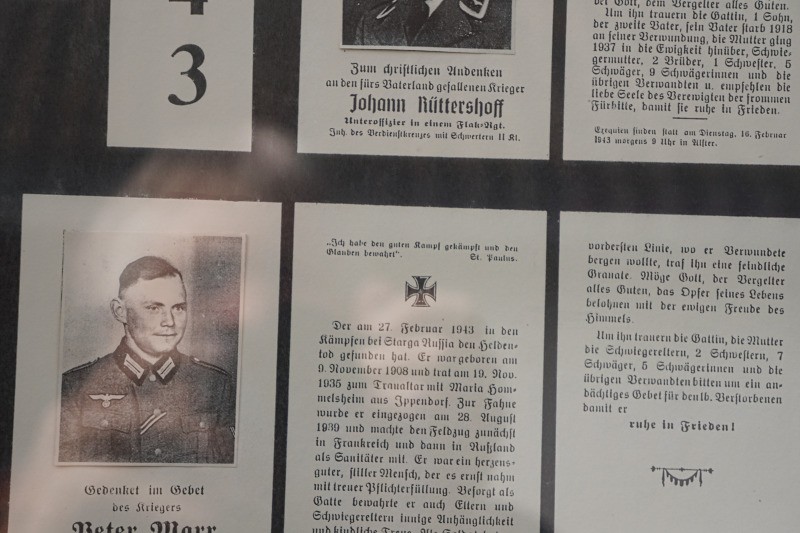 4
3
Zum christlichen Andenken
an den fürs Vaterland gefallenen Krieger
Johann Rüttershoff
Unteroffizier in einem Flak-Rgt.
Inh. des Verdienstkreuzes mit Schwertern II Kl.
bei Gott, dem Vergelter alles Guten.
Um ihn trauern die Gattin, 1 Sohn,
der zweite Vater, sein Vater starb 1918
an seiner Verwundung, die Mutter ging
1937 in die Ewigkeit hinüber, Schwie-
germutter, 2 Brüder, 1 Schwester, 5
Schwäger, 9 Schwägerinnen und die
übrigen Verwandten u. empfehlen die
liebe Seele des Verewigten der frommen
Fürbitte, damit sie ruhe in Frieden.
Exequien finden statt am Dienstag, 16. Februar
1943 morgens 9 Uhr in Alfter.
Gedenket im Gebet
des Kriegers
Peter Marx
„Ich habe den guten Kampf gekämpft und den
Glauben bewahrt".
St. Paulus.
Der am 27. Februar 1943 in den
Kämpfen bei Starga Russia den Helden-
tod gefunden hat. Er war geboren am
9. November 1908 und trat am 19. Nov.
1935 zum Traualtar mit Maria Hom-
melsheim aus Ippendorf. Zur Fahne
wurde er eingezogen am 28. August
1939 und machte den Feldzug zunächst
in Frankreich und dann in Rußland
als Sanitäter mit. Er war ein herzens-
guter, stiller Mensch, der es ernst nahm
mit treuer Pflichterfüllung. Besorgt als
Gatte bewahrte er auch Eltern und
Schwiegereltern innige Anhänglichkeit
und kindliche Treue. Als Soldat
vordersten Linie, wo er Verwundete
bergen wollte, traf ihn eine feindliche
Granate. Möge Gott, der Vergelter
alles Guten, das Opfer seines Lebens
belohnen mit der ewigen Freude des
Himmels.
Um ihn trauern die Gattin, die Mutter
die Schwiegereltern, 2 Schwestern, 7
Schwäger, 5 Schwägerinnen und die
übrigen Verwandten bitten um ein an-
dächtiges Gebet für den lb. Verstorbenen
damit er
ruhe in Frieden!